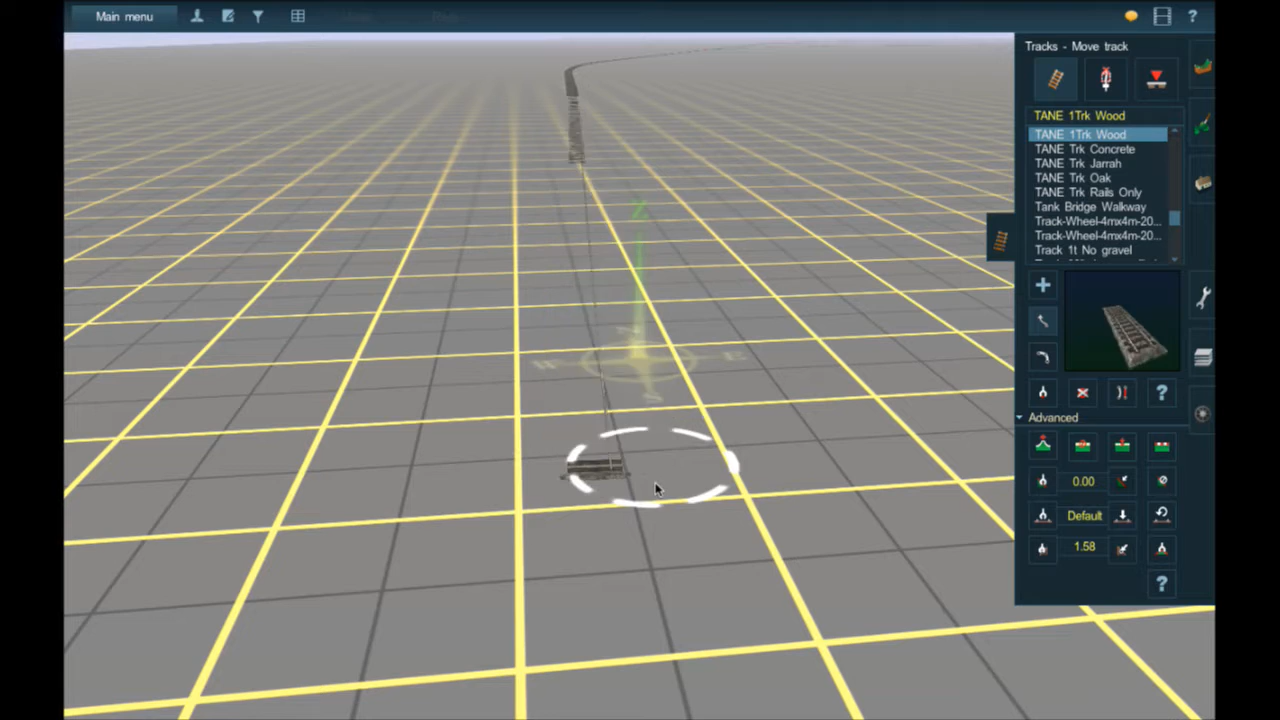 Main menu
?
Tracks - Move track
TANE 1Trk Wood
TANE 1Trk Wood
TANE Trk Concrete
TANE Trk Jarrah
TANE Trk Oak
TANE Trk Rails Only
Tank Bridge Walkway
Track-Wheel-4mx4m-20...
Track-Wheel-4mx4m-20...
Track 1t No gravel
?
Advanced
0.00
Default
1.58
?
Z
W
E